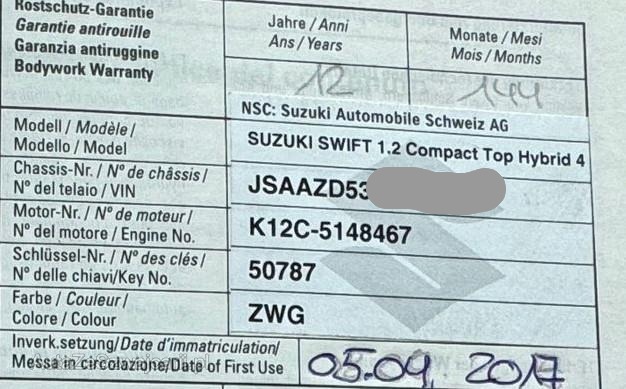 Rostschutz-Garantie
Garantie antirouille
Garanzia antiruggine
Bodywork Warranty
Jahre / Anni
Ans / Years
Monate / Mesi
Mois / Months
12
144
NSC: Suzuki Automobile Schweiz AG
Modell / Modèle /
Modello / Model
SUZUKI SWIFT 1.2 Compact Top Hybrid 4
Chassis-Nr. / N° de châssis /
N° del telaio / VIN
JSAAZD53
Motor-Nr. / N° de moteur /
N° del motore / Engine No.
K12C-5148467
Schlüssel-Nr. / N° des clés /
N° delle chiavi/Key No.
50787
Farbe / Couleur /
Colore / Colour
ZWG
Inverk.setzung/Date d'immatriculation/
Messa in circolazione/Date of First Use
05.09. 2017